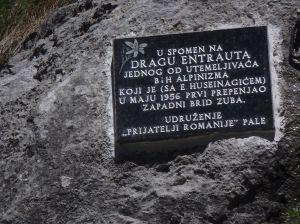 U SPOMEN NA
DRAGU ENTRAUTA
JEDNOG OD UTEMELJIVAČA
BiH ALPINIZMA
KOJI JE (SA E HUSEINAGIĆEM)
U MAJU 1956. PRVI PREPENJAO
ZAPADNI BRID ZUBA.
UDRUŽENJE
„PRIJATELJI ROMANIJE" PALE